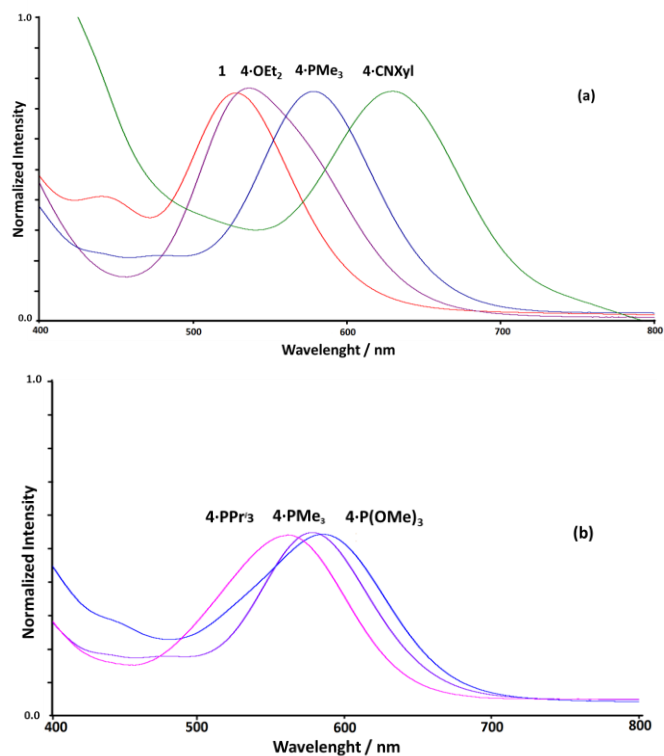 1 4·OEt₂ 4·PMe₃ 4·CNXyl
(a)
1.0
Normalized Intensity
0.0
400 500 600 700 800
Wavelenght / nm
1.0
4·PPrⁱ3 4·PMe₃ 4·P(OMe)₃
(b)
Normalized Intensity
0.0
400 500 600 700 800
Wavelenght / nm